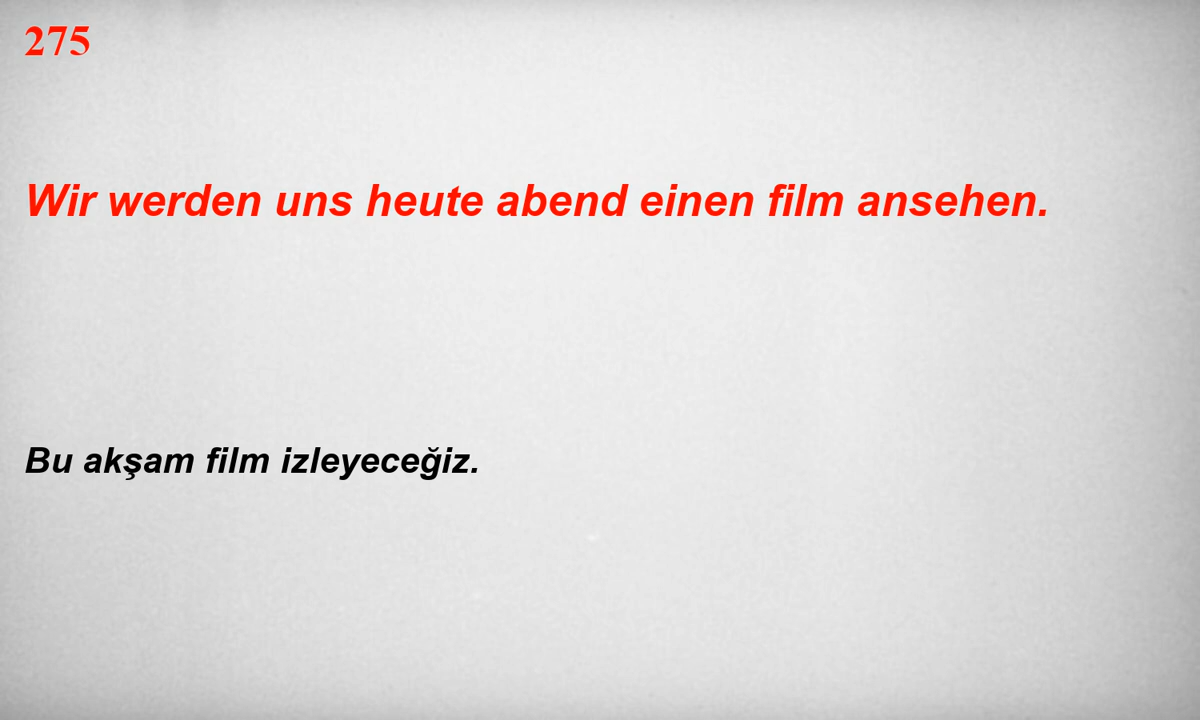 275
Wir werden uns heute abend einen film ansehen.
Bu akşam film izleyeceğiz.